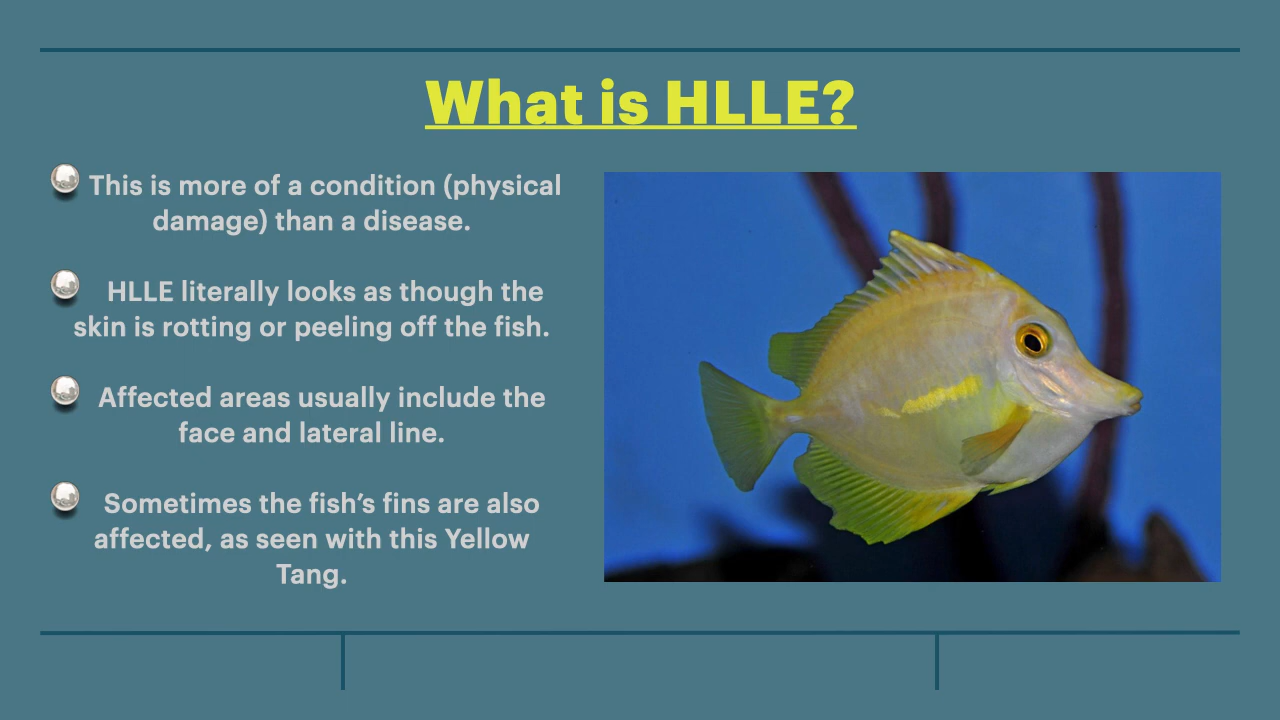 What is HLLE?
This is more of a condition (physical
damage) than a disease.
HLLE literally looks as though the
skin is rotting or peeling off the fish.
Affected areas usually include the
face and lateral line.
Sometimes the fish’s fins are also
affected, as seen with this Yellow
Tang.